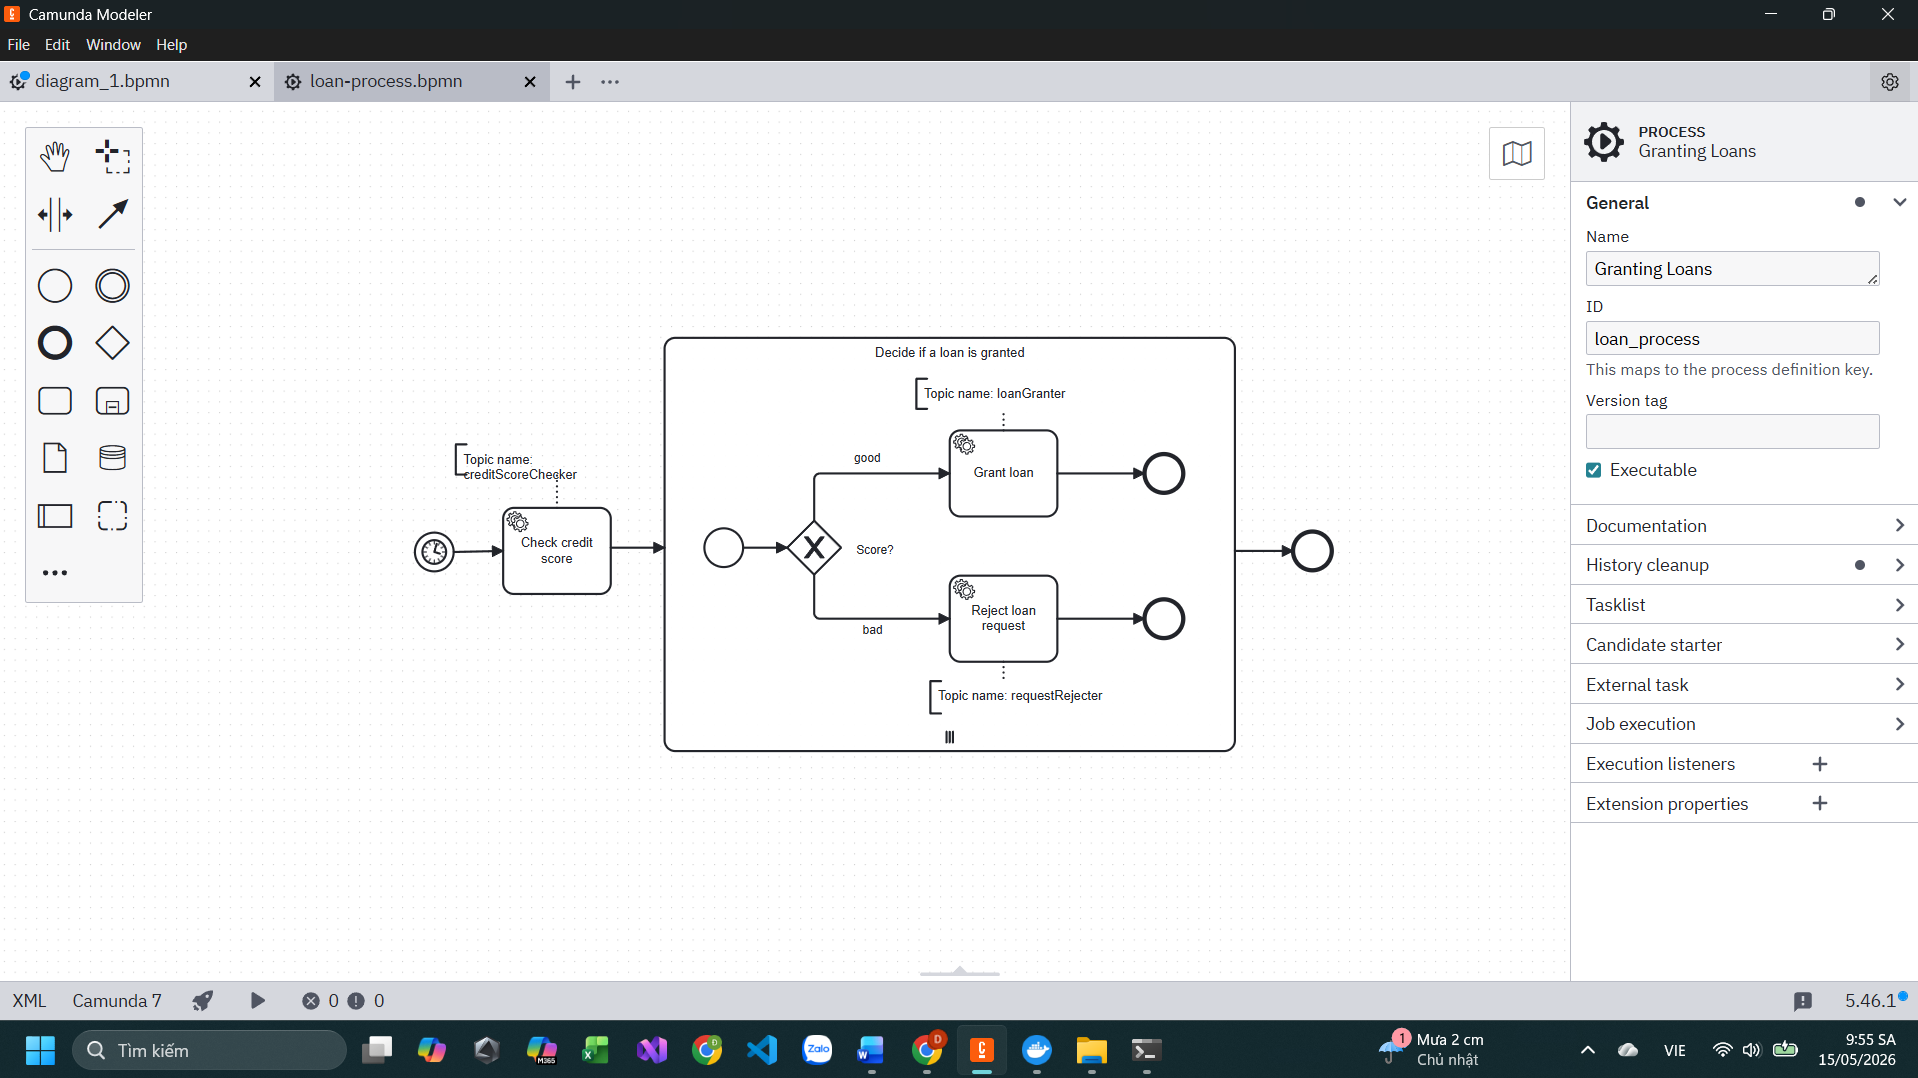 Camunda Modeler
File Edit Window Help
diagram_1.bpmn
loan-process.bpmn
PROCESS
Granting Loans
General
Name
Granting Loans
ID
loan_process
This maps to the process definition key.
Version tag
Executable
Documentation
History cleanup
Tasklist
Candidate starter
External task
Job execution
Execution listeners
Extension properties
Decide if a loan is granted
Topic name: loanGranter
good
Grant loan
Topic name:
creditScoreChecker
Check credit
score
Score?
Reject loan
request
bad
Topic name: requestRejecter
XML Camunda 7 0 0 5.46.1
Tìm kiếm
M365
Zalo
D
D
1
Mưa 2 cm
Chủ nhật
VIE
9:55 SA
15/05/2026